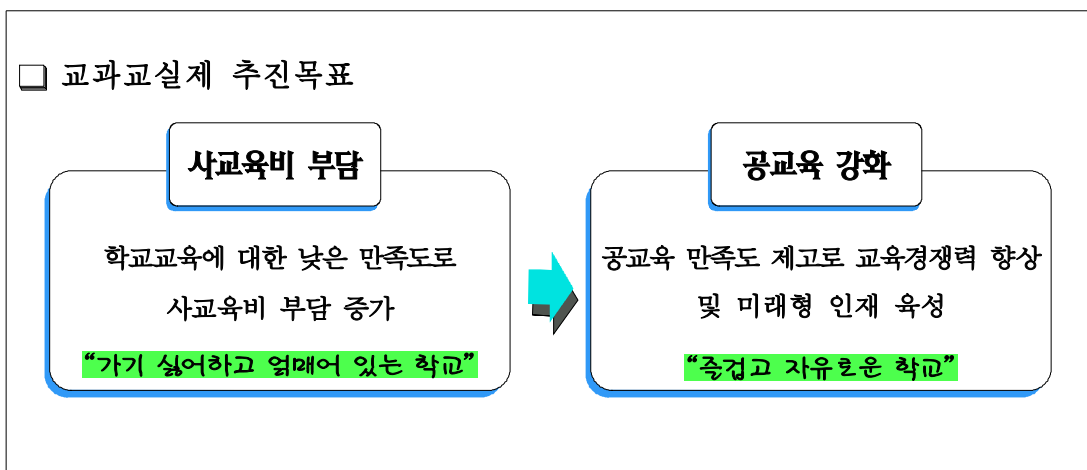 ❏ 교과교실제 추진목표
사교육비 부담
학교교육에 대한 낮은 만족도로
사교육비 부담 증가
“가기 싫어하고 얽매어 있는 학교”
공교육 강화
공교육 만족도 제고로 교육경쟁력 향상
및 미래형 인재 육성
“즐겁고 자유로운 학교”